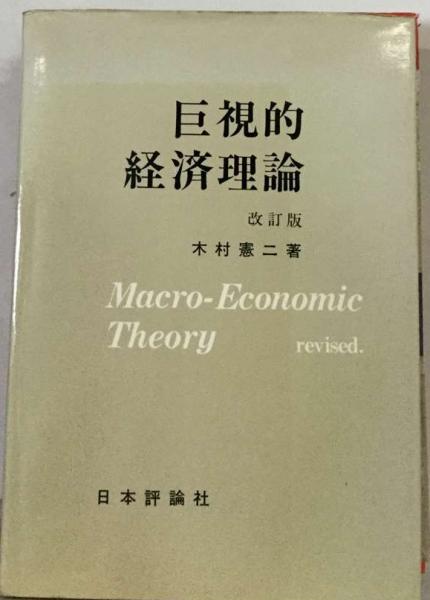 巨視的
経済理論
改訂版
木村憲二著
Macro-Economic
Theory revised.
日本評論社